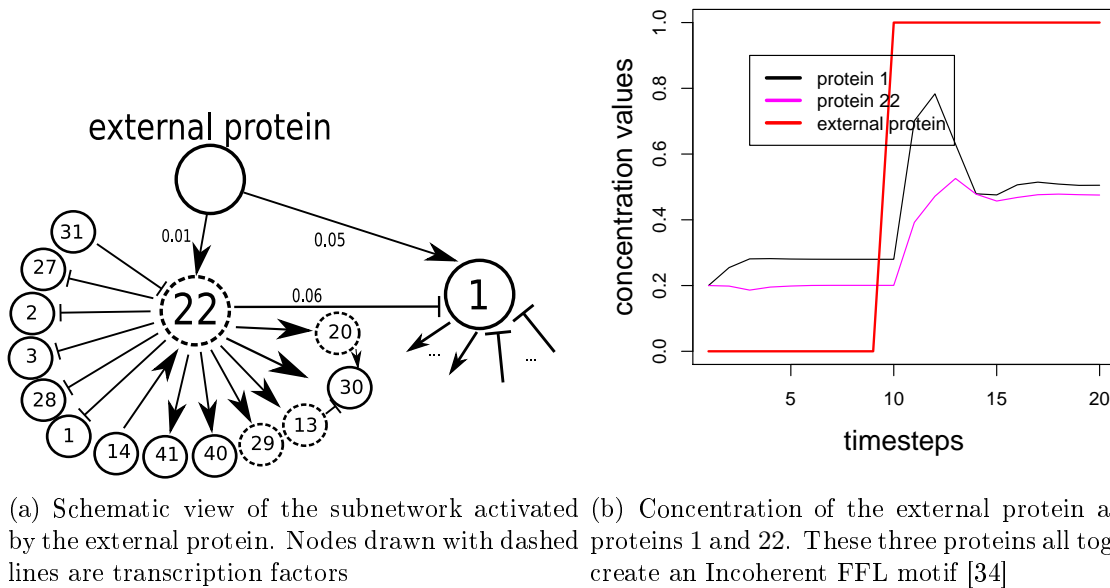 external protein
0.01
0.05
0.06
31
27
2
3
28
1
14
41
40
29
13
30
20
22
1
...
...
concentration values
0.0
0.2
0.4
0.6
0.8
1.0
protein 1
protein 22
external protein
5
10
15
20
timesteps
(a) Schematic view of the subnetwork activated
by the external protein. Nodes drawn with dashed
lines are transcription factors
(b) Concentration of the external protein a
proteins 1 and 22. These three proteins all tog
create an Incoherent FFL motif [34]